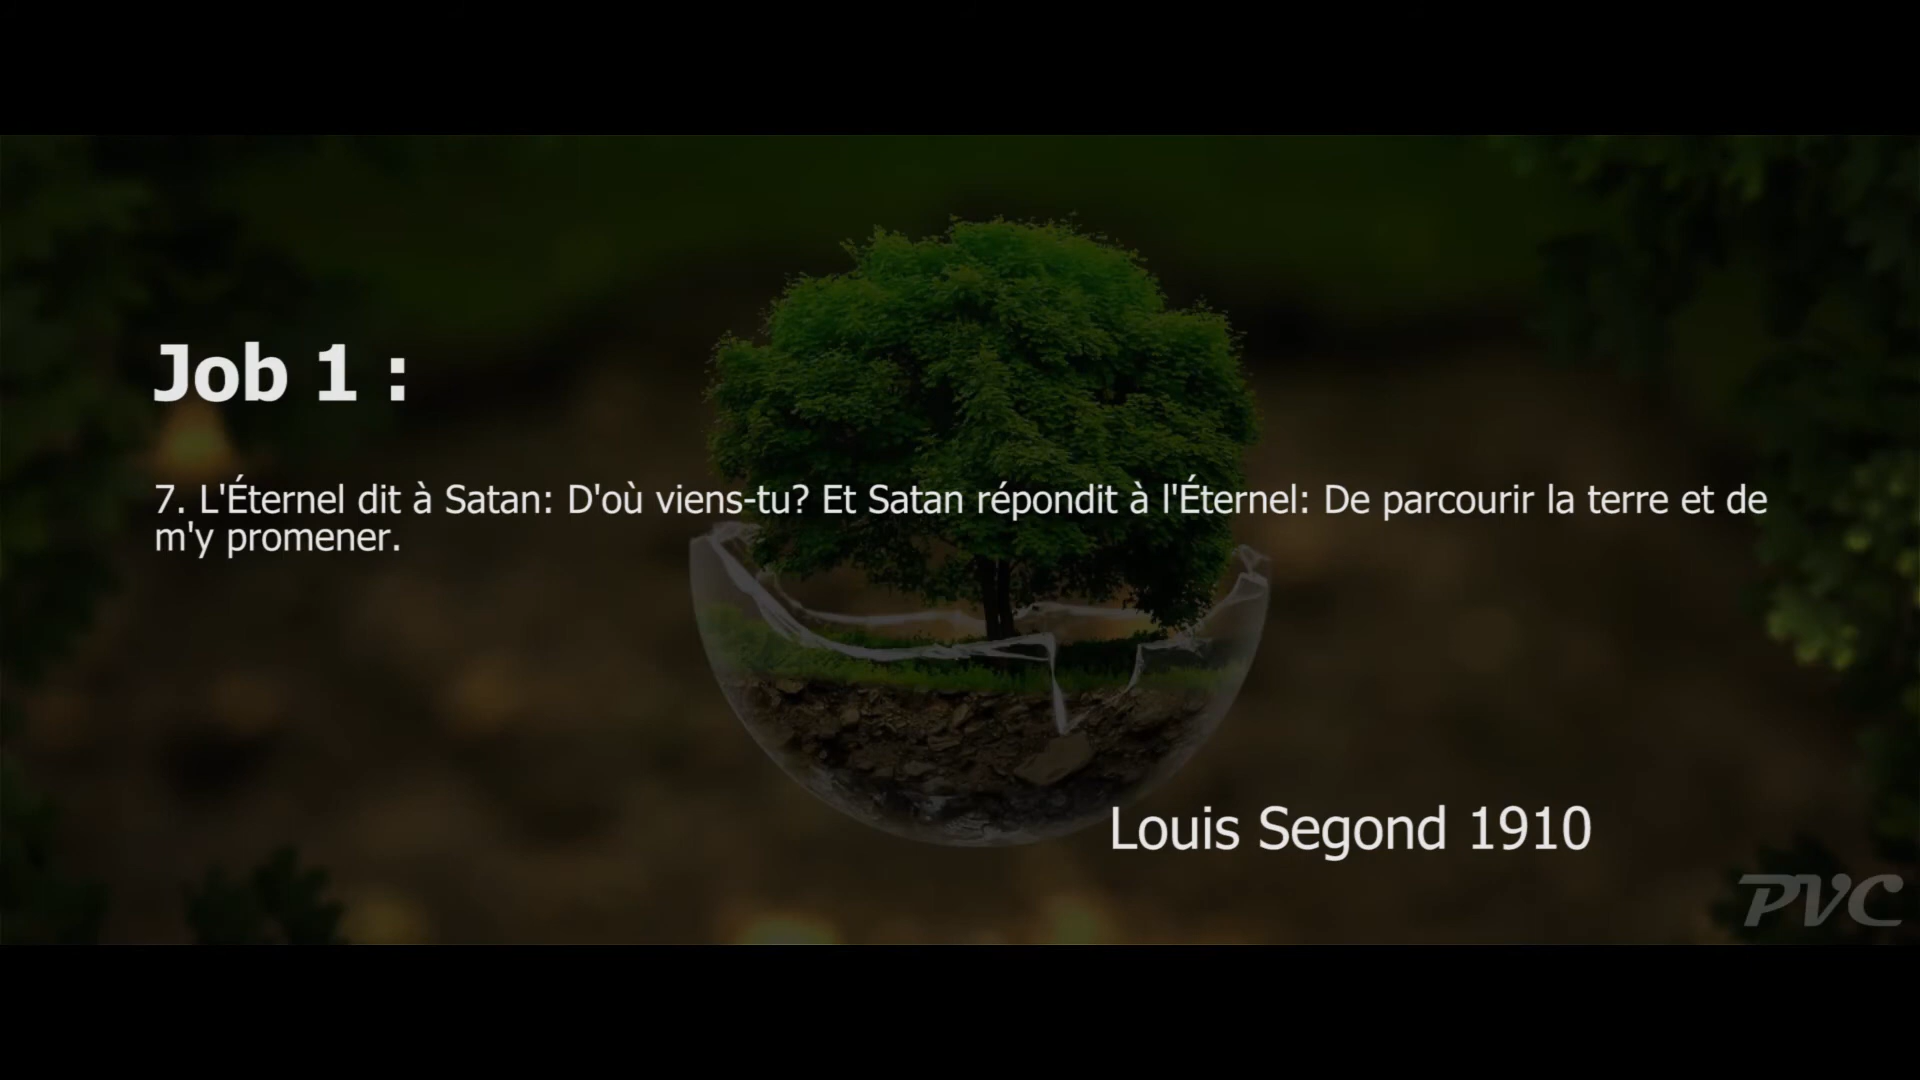 Job 1 :
7. L'Éternel dit à Satan: D'où viens-tu? Et Satan répondit à l'Éternel: De parcourir la terre et de
m'y promener.
Louis Segond 1910
PVC